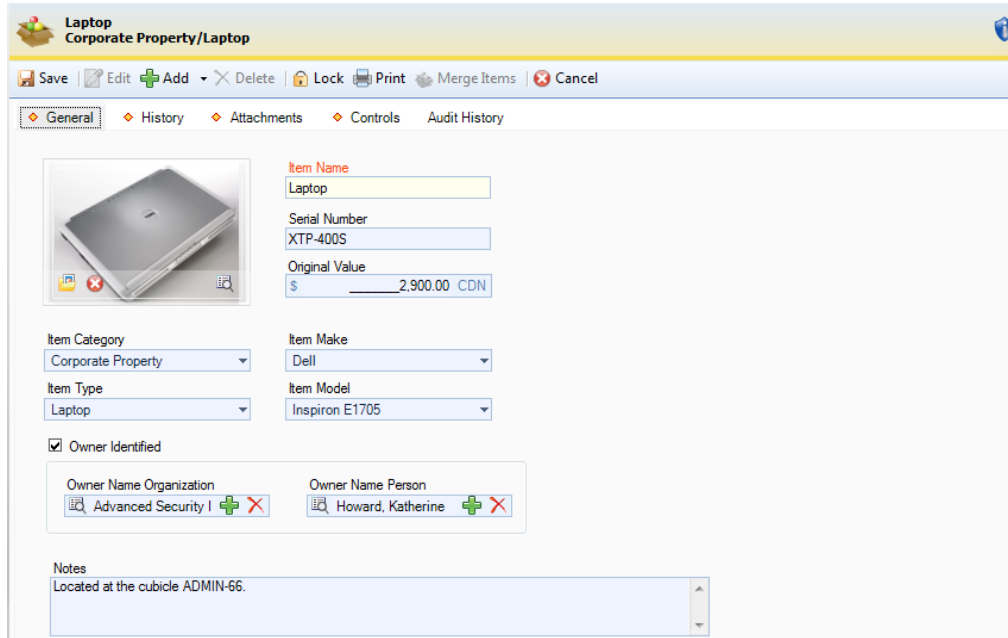 Laptop
Corporate Property/Laptop
Save Edit Add Delete Lock Print Merge Items Cancel
General History Attachments Controls Audit History
Item Name
Laptop
Serial Number
XTP-400S
Original Value
$ _______2,900.00 CDN
Item Category Item Make
Corporate Property Dell
Item Type Item Model
Laptop Inspiron E1705
Owner Identified
Owner Name Organization Owner Name Person
Advanced Security I Howard, Katherine
Notes
Located at the cubicle ADMIN-66.